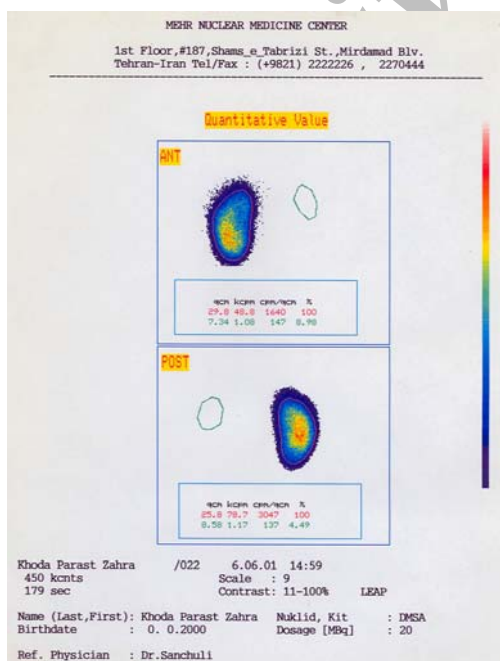 MEHR NUCLEAR MEDICINE CENTER
1st Floor,#187,Shams_e_Tabrizi St.,Mirdamad Blv.
Tehran-Iran Tel/Fax : (+9821) 2222226 , 2270444
Quantitative Value
ANT
qcm kcpm cpm/qcm %
29.8 48.8 1640 100
7.34 1.08 147 8.98
POST
qcm kcpm cpm/qcm %
25.8 78.7 3047 100
8.58 1.17 137 4.49
Khoda Parast Zahra /022 6.06.01 14:59
450 kcnts Scale : 9
179 sec Contrast: 11-100% LEAP
Name (Last,First): Khoda Parast Zahra Nuklid, Kit : DMSA
Birthdate : 0. 0.2000 Dosage [MBq] : 20
Ref. Physician : Dr.Sanchuli